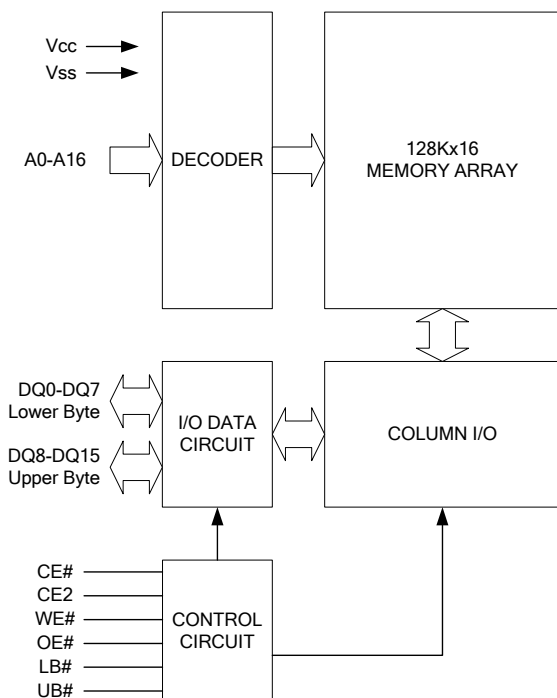 Vcc
Vss
A0-A16
DECODER
128Kx16
MEMORY ARRAY
DQ0-DQ7
Lower Byte
DQ8-DQ15
Upper Byte
I/O DATA
CIRCUIT
COLUMN I/O
CE#
CE2
WE#
OE#
LB#
UB#
CONTROL
CIRCUIT